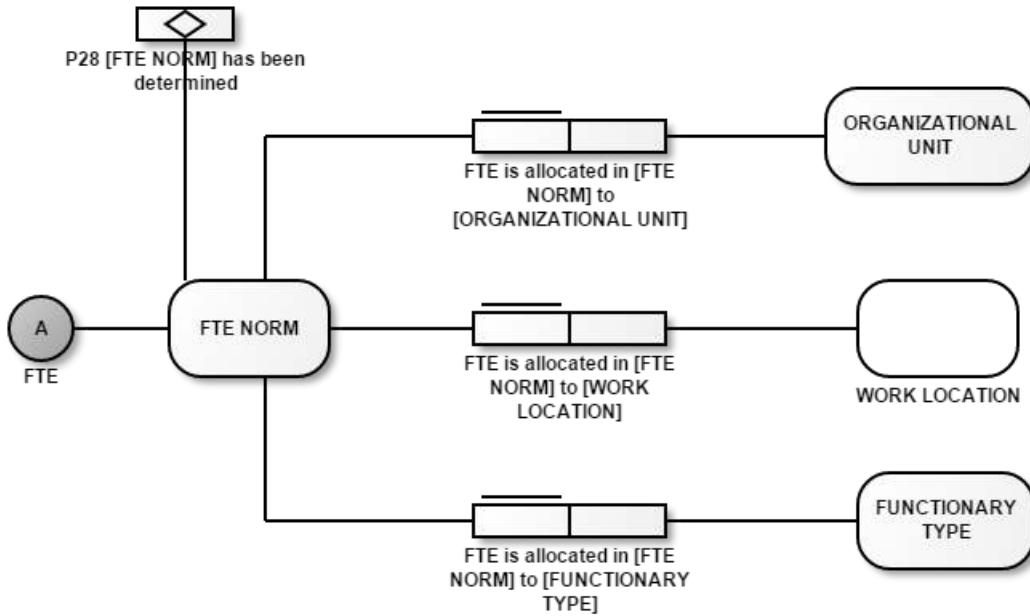 P28 [FTE NORM] has been
determined
ORGANIZATIONAL
UNIT
FTE is allocated in [FTE
NORM] to
[ORGANIZATIONAL UNIT]
A
FTE
FTE NORM
FTE is allocated in [FTE
NORM] to [WORK
LOCATION]
WORK LOCATION
FUNCTIONARY
TYPE
FTE is allocated in [FTE
NORM] to [FUNCTIONARY
TYPE]